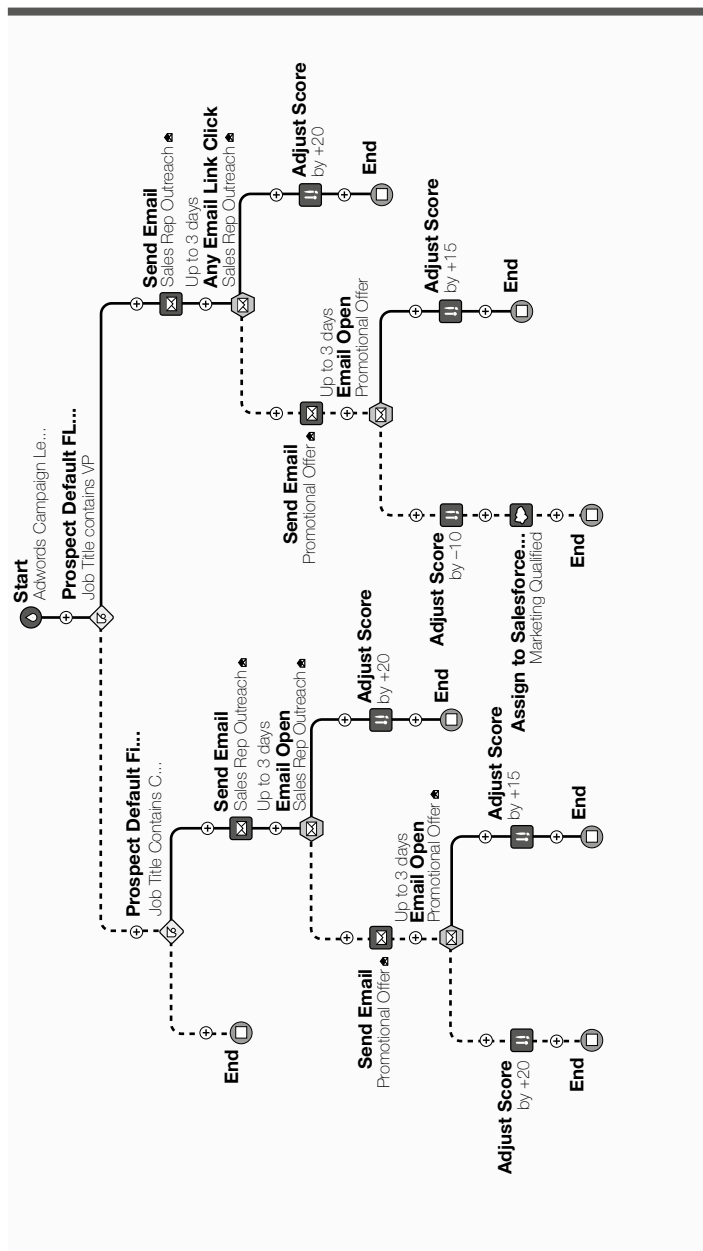 Start
Adwords Campaign Le...
Prospect Default FL...
Job Title contains VP
Send Email
Sales Rep Outreach
Up to 3 days
Any Email Link Click
Sales Rep Outreach
Adjust Score
by +20
End
Send Email
Promotional Offer
Up to 3 days
Email Open
Promotional Offer
Adjust Score
by +15
End
Adjust Score
by –10
Assign to Salesforce...
Marketing Qualified
End
Prospect Default Fi...
Job Title Contains C...
Send Email
Sales Rep Outreach
Up to 3 days
Email Open
Sales Rep Outreach
Adjust Score
by +20
End
Send Email
Promotional Offer
Up to 3 days
Email Open
Promotional Offer
Adjust Score
by +15
End
Adjust Score
by +20
End
End